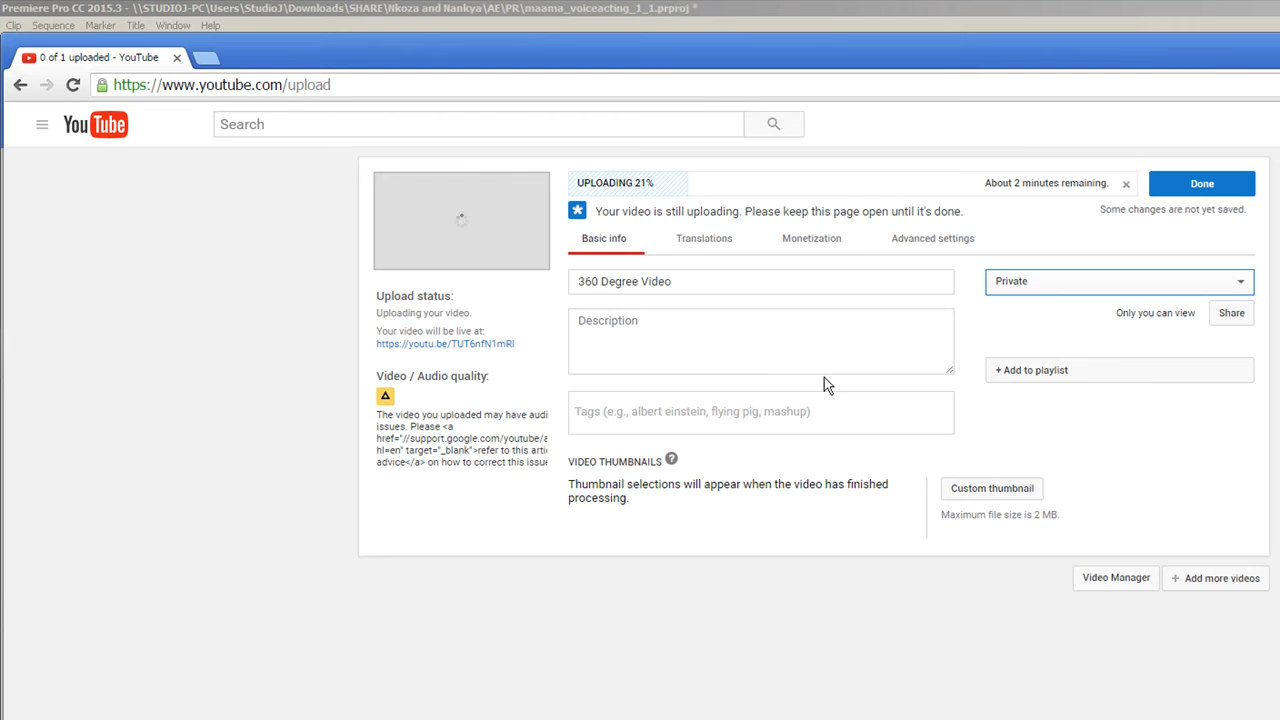 Premiere Pro CC 2015.3 - \\STUDIOJ-PC\Users\StudioJ\Downloads\SHARE\Nkoza and Nankya\AE\PR\maama_voiceacting_1_1.prproj *
Clip Sequence Marker Title Window Help
0 of 1 uploaded - YouTube
https://www.youtube.com/upload
YouTube
Search
UPLOADING 21%
About 2 minutes remaining.
Done
Your video is still uploading. Please keep this page open until it's done.
Some changes are not yet saved.
Basic info Translations Monetization Advanced settings
360 Degree Video
Private
Description
Only you can view
Share
+ Add to playlist
Tags (e.g., albert einstein, flying pig, mashup)
VIDEO THUMBNAILS ?
Thumbnail selections will appear when the video has finished
processing.
Custom thumbnail
Maximum file size is 2 MB.
Upload status:
Uploading your video.
Your video will be live at:
https://youtu.be/TUT6nfN1mRI
Video / Audio quality:
The video you uploaded may have audi
issues. Please <a
href="//support.google.com/youtube/a
hl=en" target="_blank">refer to this arti
advice</a> on how to correct this issue
Video Manager
+ Add more videos